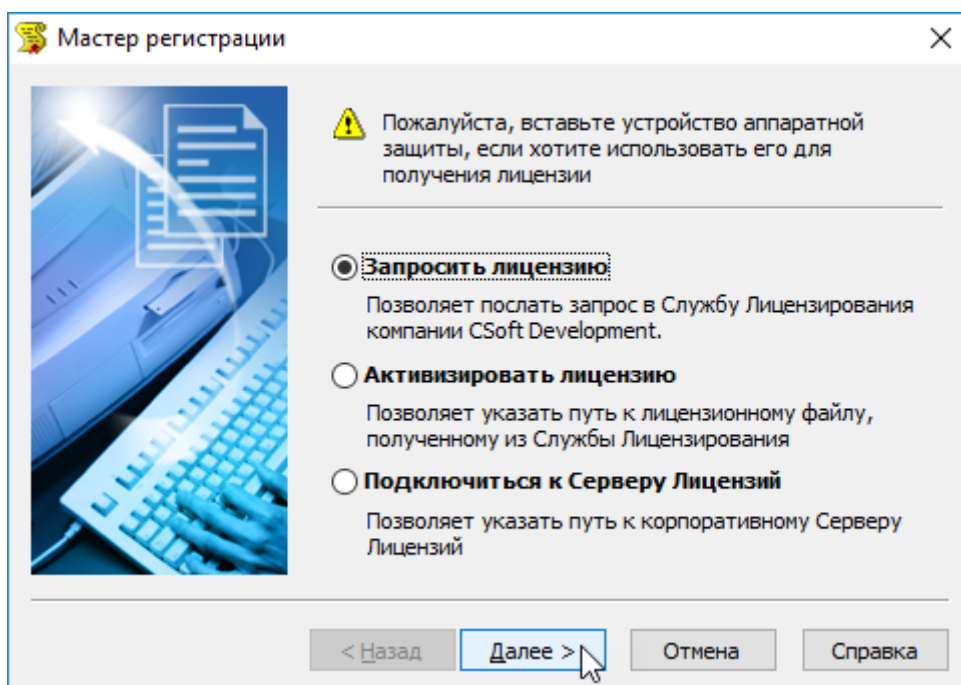 Мастер регистрации
Пожалуйста, вставьте устройство аппаратной
защиты, если хотите использовать его для
получения лицензии
Запросить лицензию
Позволяет послать запрос в Службу Лицензирования
компании CSoft Development.
Активизировать лицензию
Позволяет указать путь к лицензионному файлу,
полученному из Службы Лицензирования
Подключиться к Серверу Лицензий
Позволяет указать путь к корпоративному Серверу
Лицензий
< Назад
Далее >
Отмена
Справка